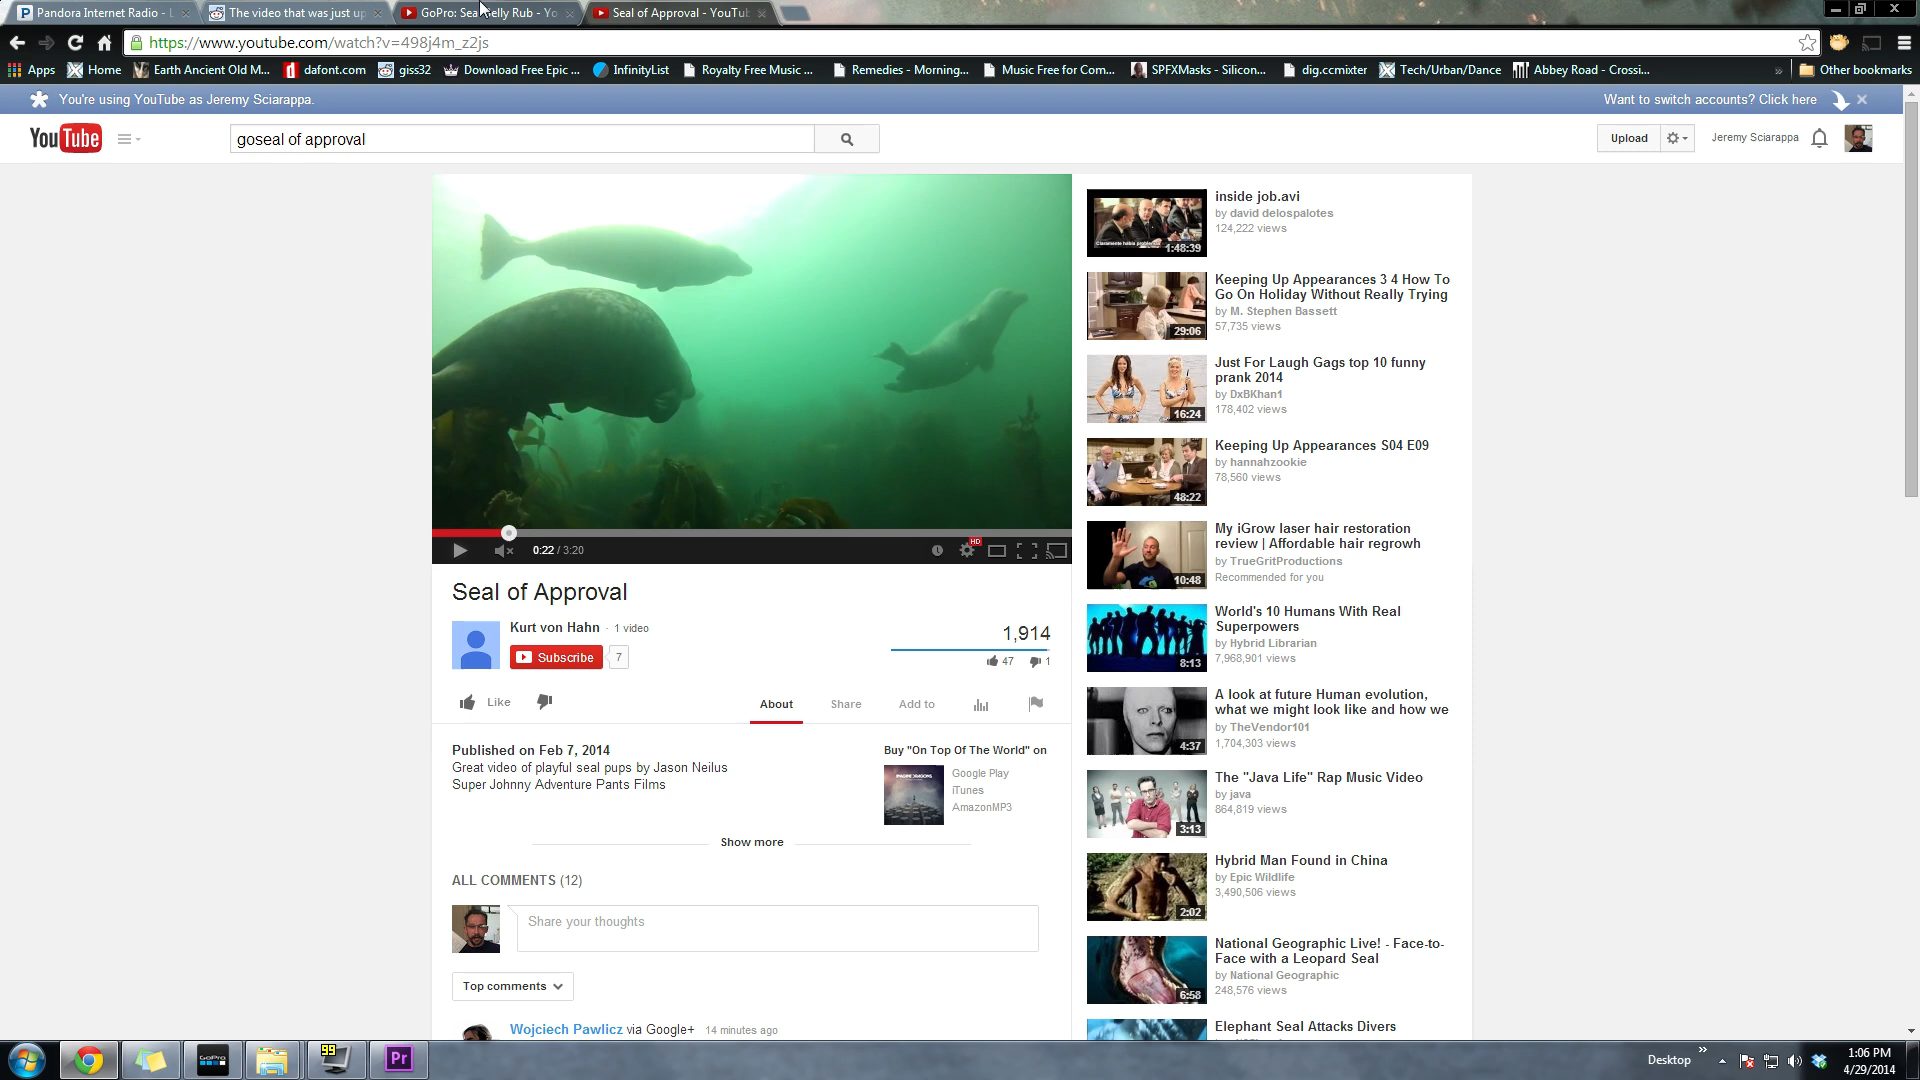 Pandora Internet Radio - L
The video that was just up
GoPro: Sea
elly Rub - Yo
Seal of Approval - YouTub
https://www.youtube.com/watch?v=498j4m_z2js
Apps
Home
Earth Ancient Old M...
dafont.com
giss32
Download Free Epic ...
InfinityList
Royalty Free Music ...
Remedies - Morning...
Music Free for Com...
SPFXMasks - Silicon...
dig.ccmixter
Tech/Urban/Dance
Abbey Road - Crossi...
»
Other bookmarks
You're using YouTube as Jeremy Sciarappa.
Want to switch accounts? Click here
YouTube
goseal of approval
Upload
Jeremy Sciarappa
0:22 / 3:20
HD
Seal of Approval
Kurt von Hahn · 1 video
Subscribe
7
1,914
47
1
Like
About
Share
Add to
Published on Feb 7, 2014
Great video of playful seal pups by Jason Neilus
Super Johnny Adventure Pants Films
Buy "On Top Of The World" on
IMAGINE DRAGONS
Google Play
iTunes
AmazonMP3
Show more
ALL COMMENTS (12)
Share your thoughts
Top comments
Wojciech Pawlicz via Google+ 14 minutes ago
1:48:39
inside job.avi
by david delospalotes
124,222 views
29:06
Keeping Up Appearances 3 4 How To
Go On Holiday Without Really Trying
by M. Stephen Bassett
57,735 views
16:24
Just For Laugh Gags top 10 funny
prank 2014
by DxBKhan1
178,402 views
48:22
Keeping Up Appearances S04 E09
by hannahzookie
78,560 views
10:48
My iGrow laser hair restoration
review | Affordable hair regrowh
by TrueGritProductions
Recommended for you
8:13
World's 10 Humans With Real
Superpowers
by Hybrid Librarian
7,968,901 views
4:37
A look at future Human evolution,
what we might look like and how we
by TheVendor101
1,704,303 views
3:13
The "Java Life" Rap Music Video
by java
864,819 views
2:02
Hybrid Man Found in China
by Epic Wildlife
3,490,506 views
6:58
National Geographic Live! - Face-to-
Face with a Leopard Seal
by National Geographic
248,576 views
Elephant Seal Attacks Divers
GoPro
99
Pr
Desktop
»
1:06 PM
4/29/2014